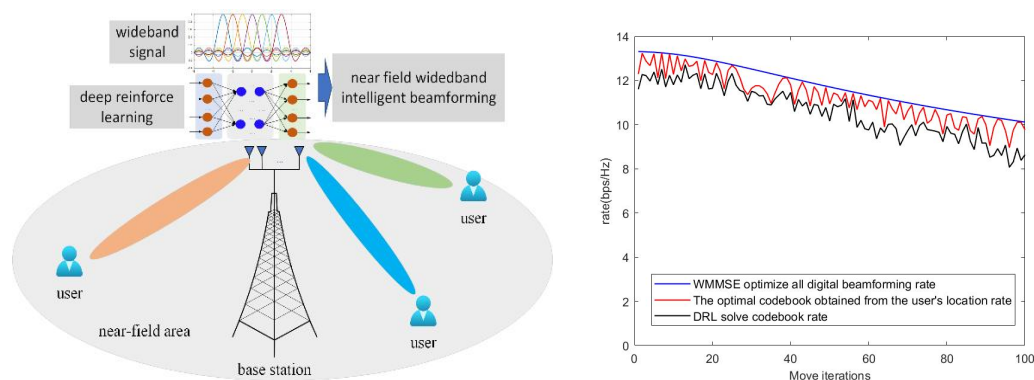 wideband
signal
deep reinforce
learning
near field widedband
intelligent beamforming
...
user
user
user
near-field area
base station
14
12
10
8
6
4
2
0
rate(bps/Hz)
WMMSE optimize all digital beamforming rate
The optimal codebook obtained from the user's location rate
DRL solve codebook rate
0 20 40 60 80 100
Move iterations